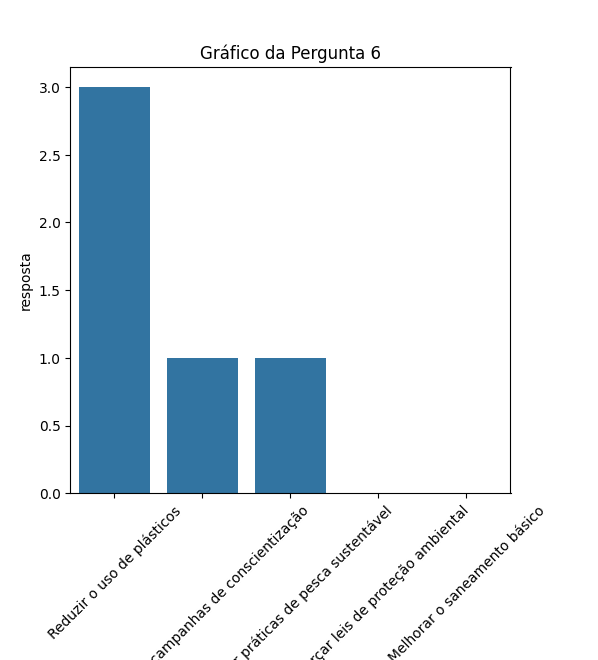 Gráfico da Pergunta 6
resposta
3.0
2.5
2.0
1.5
1.0
0.5
0.0
Reduzir o uso de plásticos
campanhas de conscientização
práticas de pesca sustentável
leis de proteção ambiental
Melhorar o saneamento básico